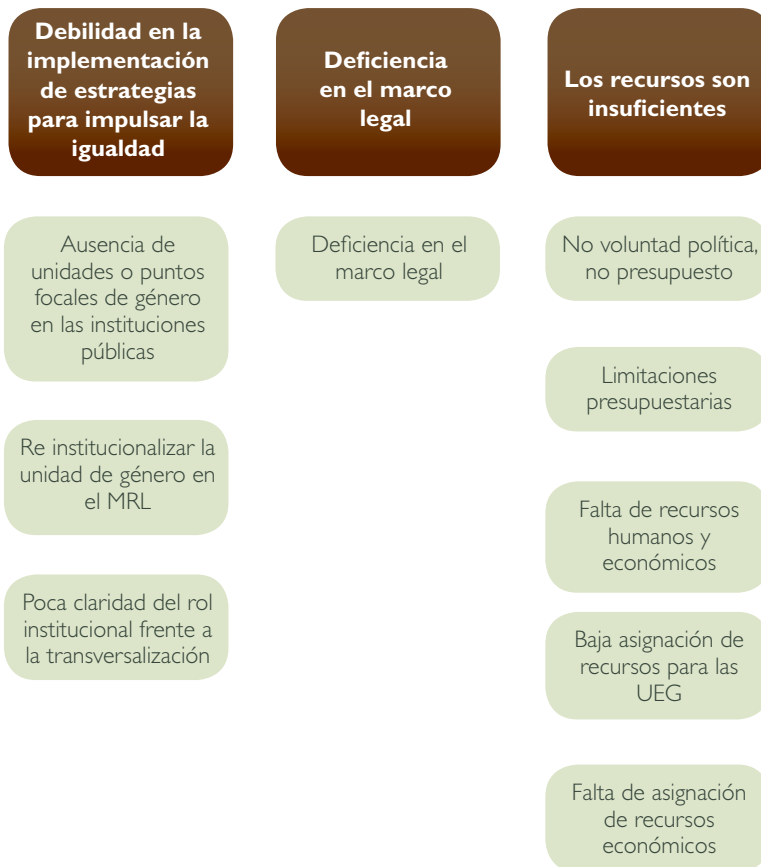 Debilidad en la
implementación
de estrategias
para impulsar la
igualdad
Ausencia de
unidades o puntos
focales de género
en las instituciones
públicas
Re institucionalizar la
unidad de género en
el MRL
Poca claridad del rol
institucional frente a
la transversalización
Deficiencia
en el marco
legal
Deficiencia en el
marco legal
Los recursos son
insuficientes
No voluntad política,
no presupuesto
Limitaciones
presupuestarias
Falta de recursos
humanos y
económicos
Baja asignación de
recursos para las
UEG
Falta de asignación
de recursos
económicos